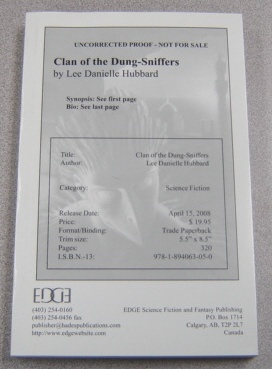 UNCORRECTED PROOF - NOT FOR SALE
Clan of the Dung-Sniffers
by Lee Danielle Hubbard
Synopsis: See first page
Bio: See last page
Title: Clan of the Dung-Sniffers
Author: Lee Danielle Hubbard
Category: Science Fiction
Release Date: April 15, 2008
Price: $ 19.95
Format/Binding: Trade Paperback
Trim size: 5.5" x 8.5"
Pages: 320
I.S.B.N.-13: 978-1-894063-05-0
EDGE
(403) 254-0160 EDGE Science Fiction and Fantasy Publishing
(403) 254-0456 fax P.O. Box 1714
publisher@hadespublications.com Calgary, AB, T2P 2L7
http://www.edgewebsite.com Canada